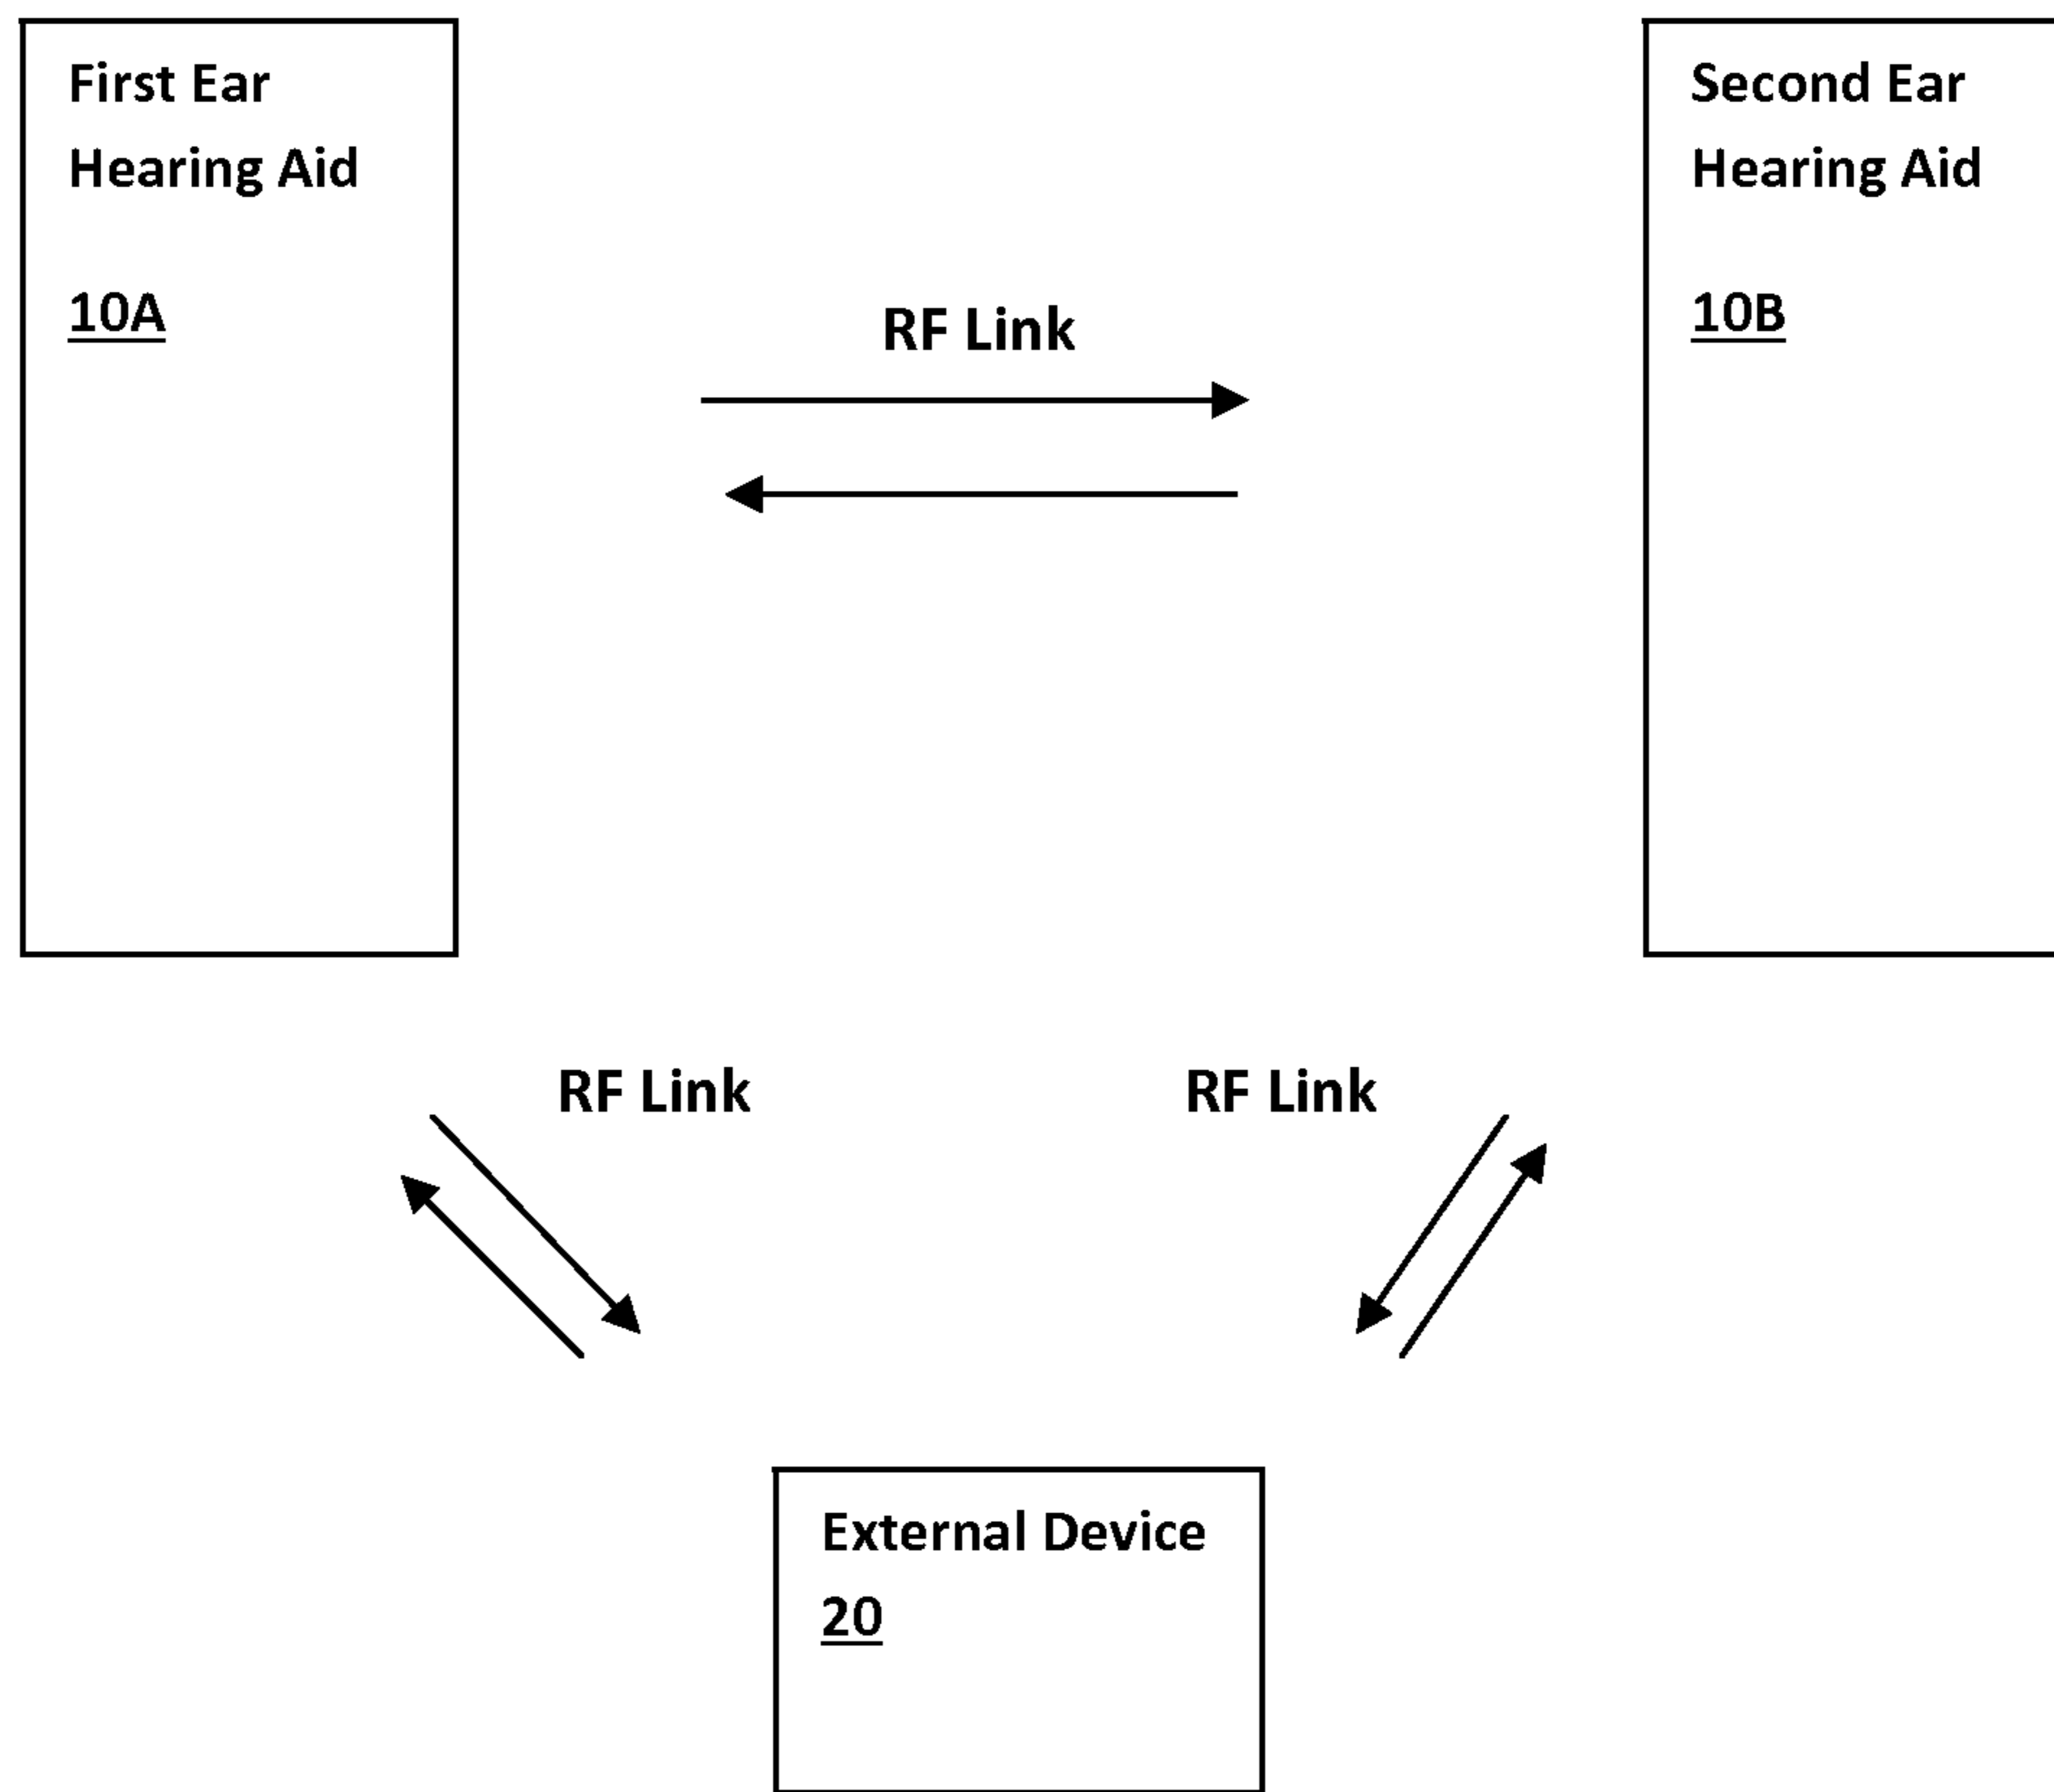 First Ear
Hearing Aid
10A
Second Ear
Hearing Aid
10B
RF Link
RF Link
RF Link
External Device
20